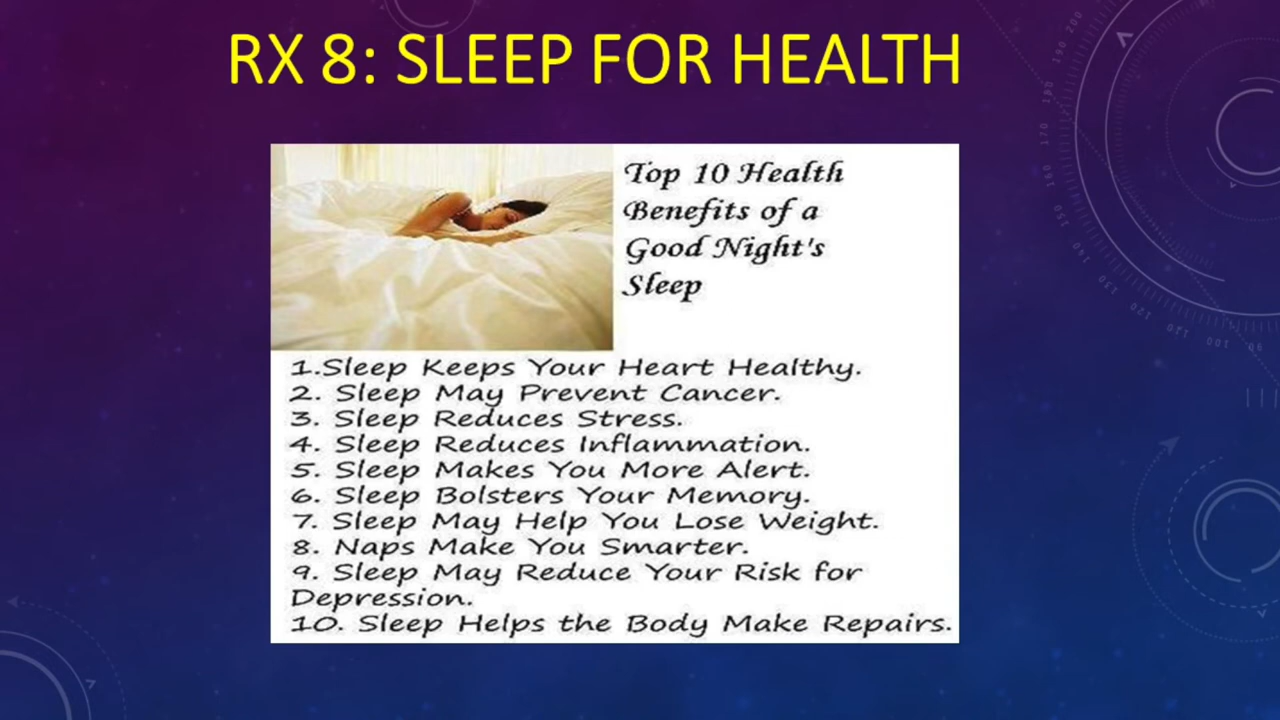 RX 8: SLEEP FOR HEALTH
Top 10 Health
Benefits of a
Good Night's
Sleep
1.Sleep Keeps Your Heart Healthy.
2. Sleep May Prevent Cancer.
3. Sleep Reduces Stress.
4. Sleep Reduces Inflammation.
5. Sleep Makes You More Alert.
6. Sleep Bolsters Your Memory.
7. Sleep May Help You Lose Weight.
8. Naps Make You Smarter.
9. Sleep May Reduce Your Risk for
Depression.
10. Sleep Helps the Body Make Repairs.